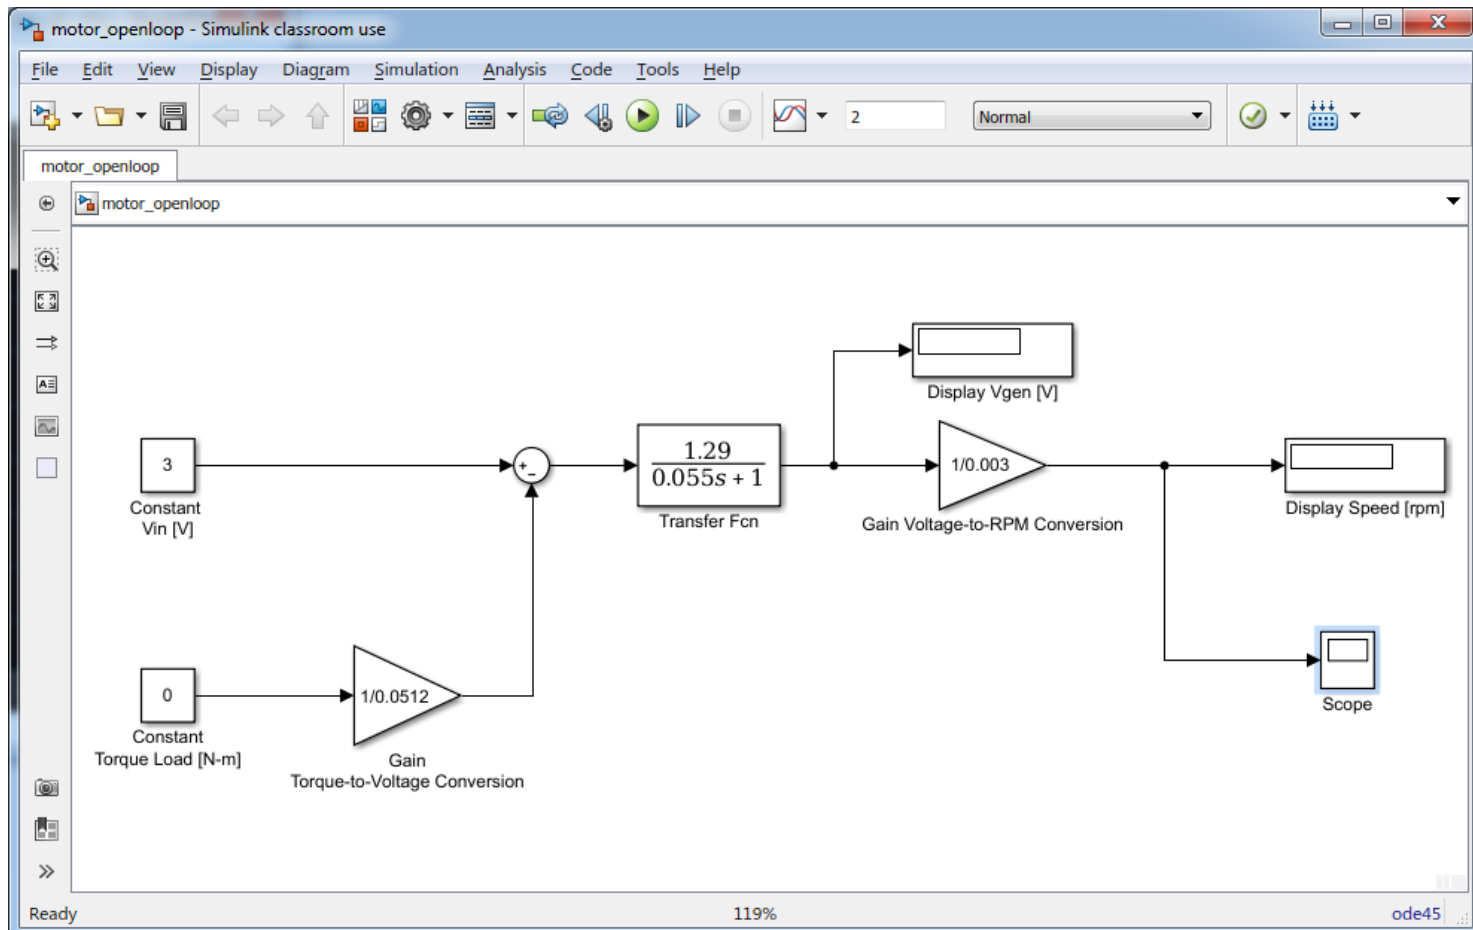 motor_openloop - Simulink classroom use
File Edit View Display Diagram Simulation Analysis Code Tools Help
2 Normal
motor_openloop
motor_openloop
Display Vgen [V]
3
Constant
Vin [V]
+
-
1.29
0.055s + 1
Transfer Fcn
1/0.003
Gain Voltage-to-RPM Conversion
Display Speed [rpm]
0
Constant
Torque Load [N-m]
1/0.0512
Gain
Torque-to-Voltage Conversion
Scope
Ready 119% ode45